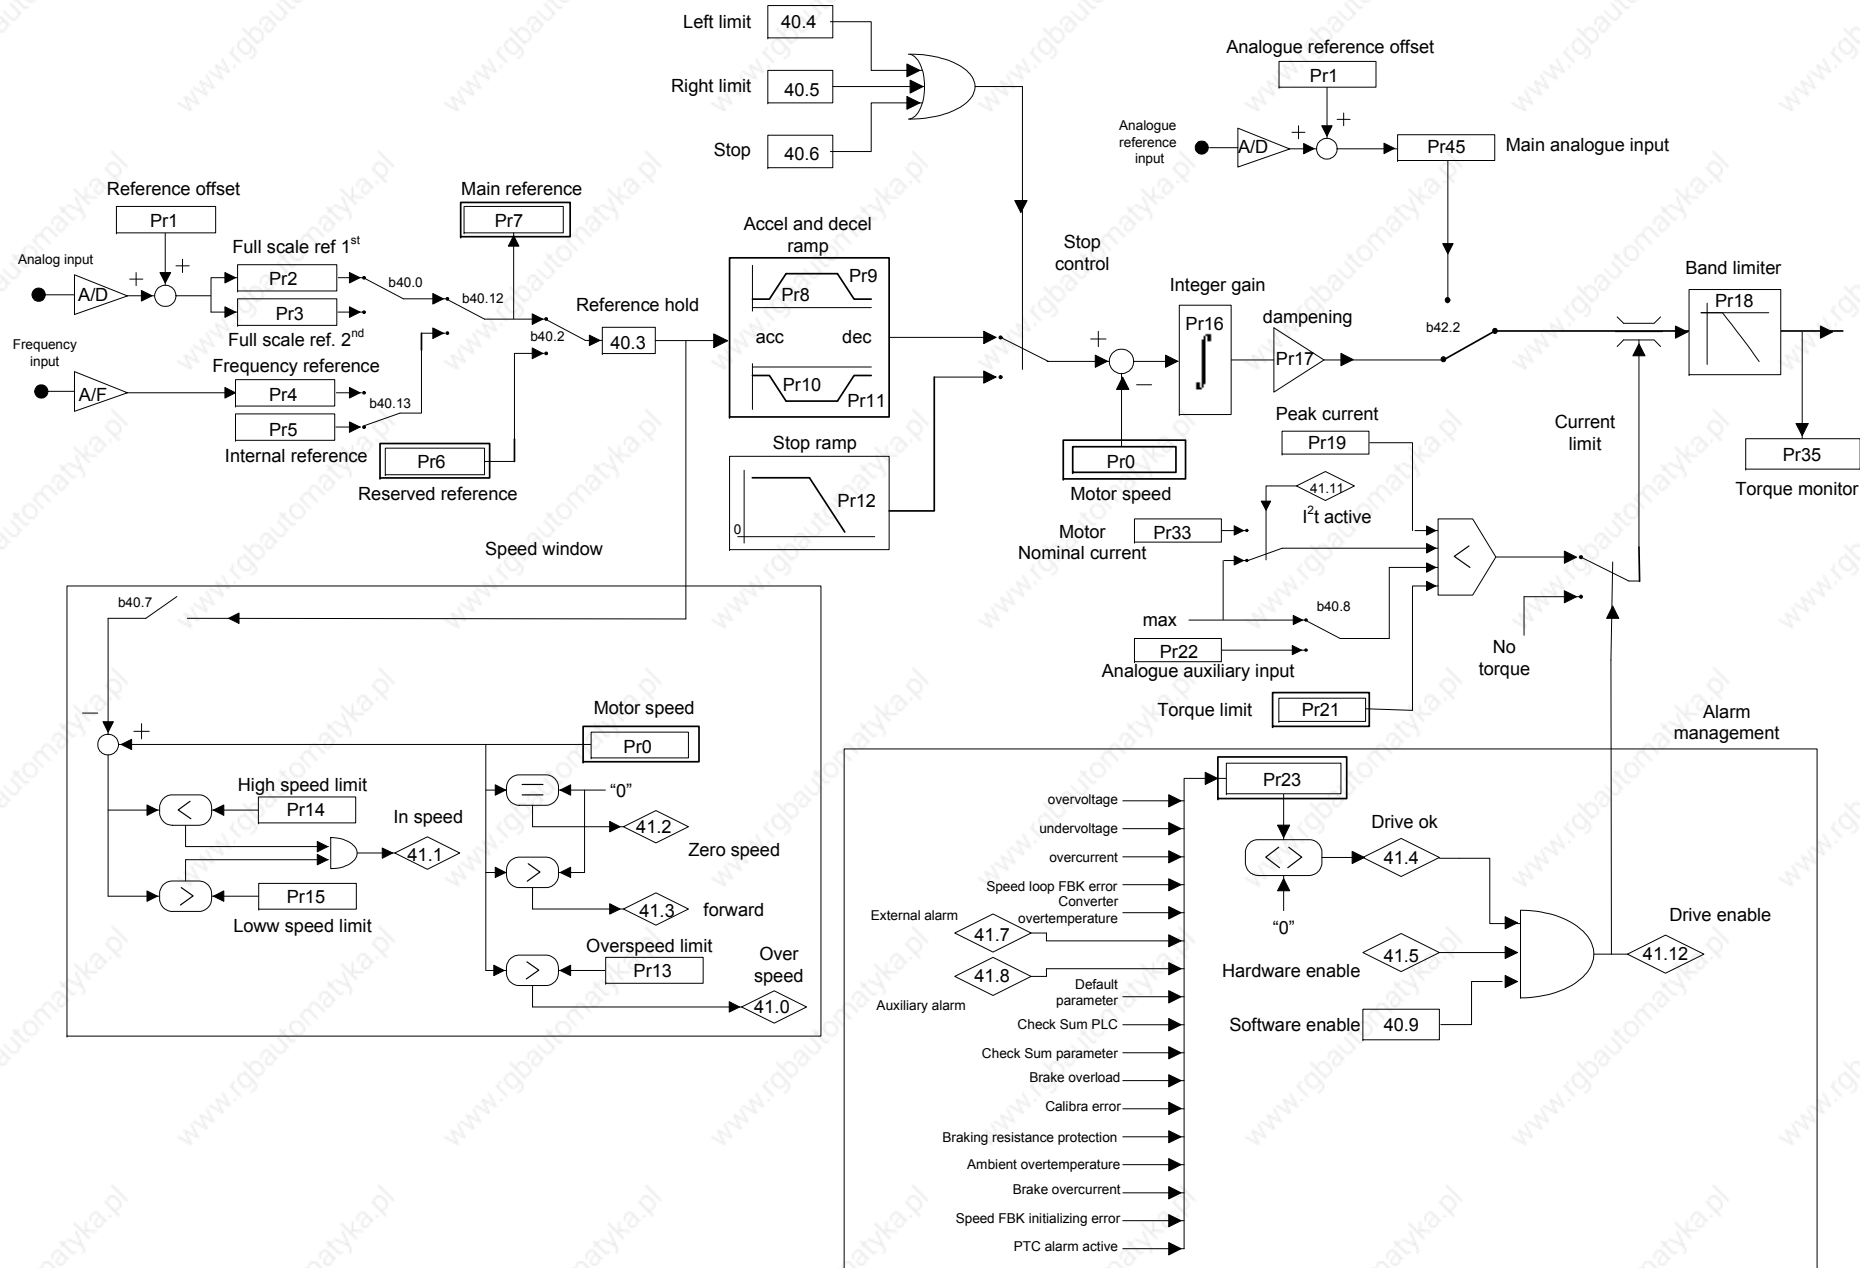 Left limit
40.4
Right limit
40.5
Stop
40.6
Analogue reference offset
Pr1
Analogue
reference
input
A/D
+
+
Pr45
Main analogue input
Reference offset
Pr1
Analog input
A/D
+
+
Full scale ref 1st
Pr2
Pr3
Full scale ref. 2nd
b40.0
Main reference
Pr7
b40.12
b40.2
Reference hold
40.3
Frequency
input
A/F
Frequency reference
Pr4
Pr5
Internal reference
b40.13
Pr6
Reserved reference
Accel and decel
ramp
Pr9
Pr8
acc
dec
Pr10
Pr11
Stop ramp
Pr12
0
Stop
control
+
—
Integer gain
Pr16
dampening
Pr17
b42.2
Band limiter
Pr18
Pr35
Torque monitor
Current
limit
Pr0
Motor speed
Peak current
Pr19
41.11
I2t active
Motor
Nominal current
Pr33
max
b40.8
Pr22
Analogue auxiliary input
Torque limit
Pr21
<
No
torque
Speed window
b40.7
—
+
Motor speed
Pr0
High speed limit
<
Pr14
In speed
41.1
>
Pr15
Loww speed limit
=
“0”
41.2
Zero speed
>
41.3
forward
Overspeed limit
>
Pr13
Over
speed
41.0
Alarm
management
Pr23
overvoltage
undervoltage
overcurrent
Speed loop FBK error
Converter
overtemperature
External alarm
41.7
41.8
Auxiliary alarm
Default
parameter
Check Sum PLC
Check Sum parameter
Brake overload
Calibra error
Braking resistance protection
Ambient overtemperature
Brake overcurrent
Speed FBK initializing error
PTC alarm active
< >
“0”
Drive ok
41.4
41.5
Hardware enable
Software enable
40.9
Drive enable
41.12
www.rgbautomatyka.pl